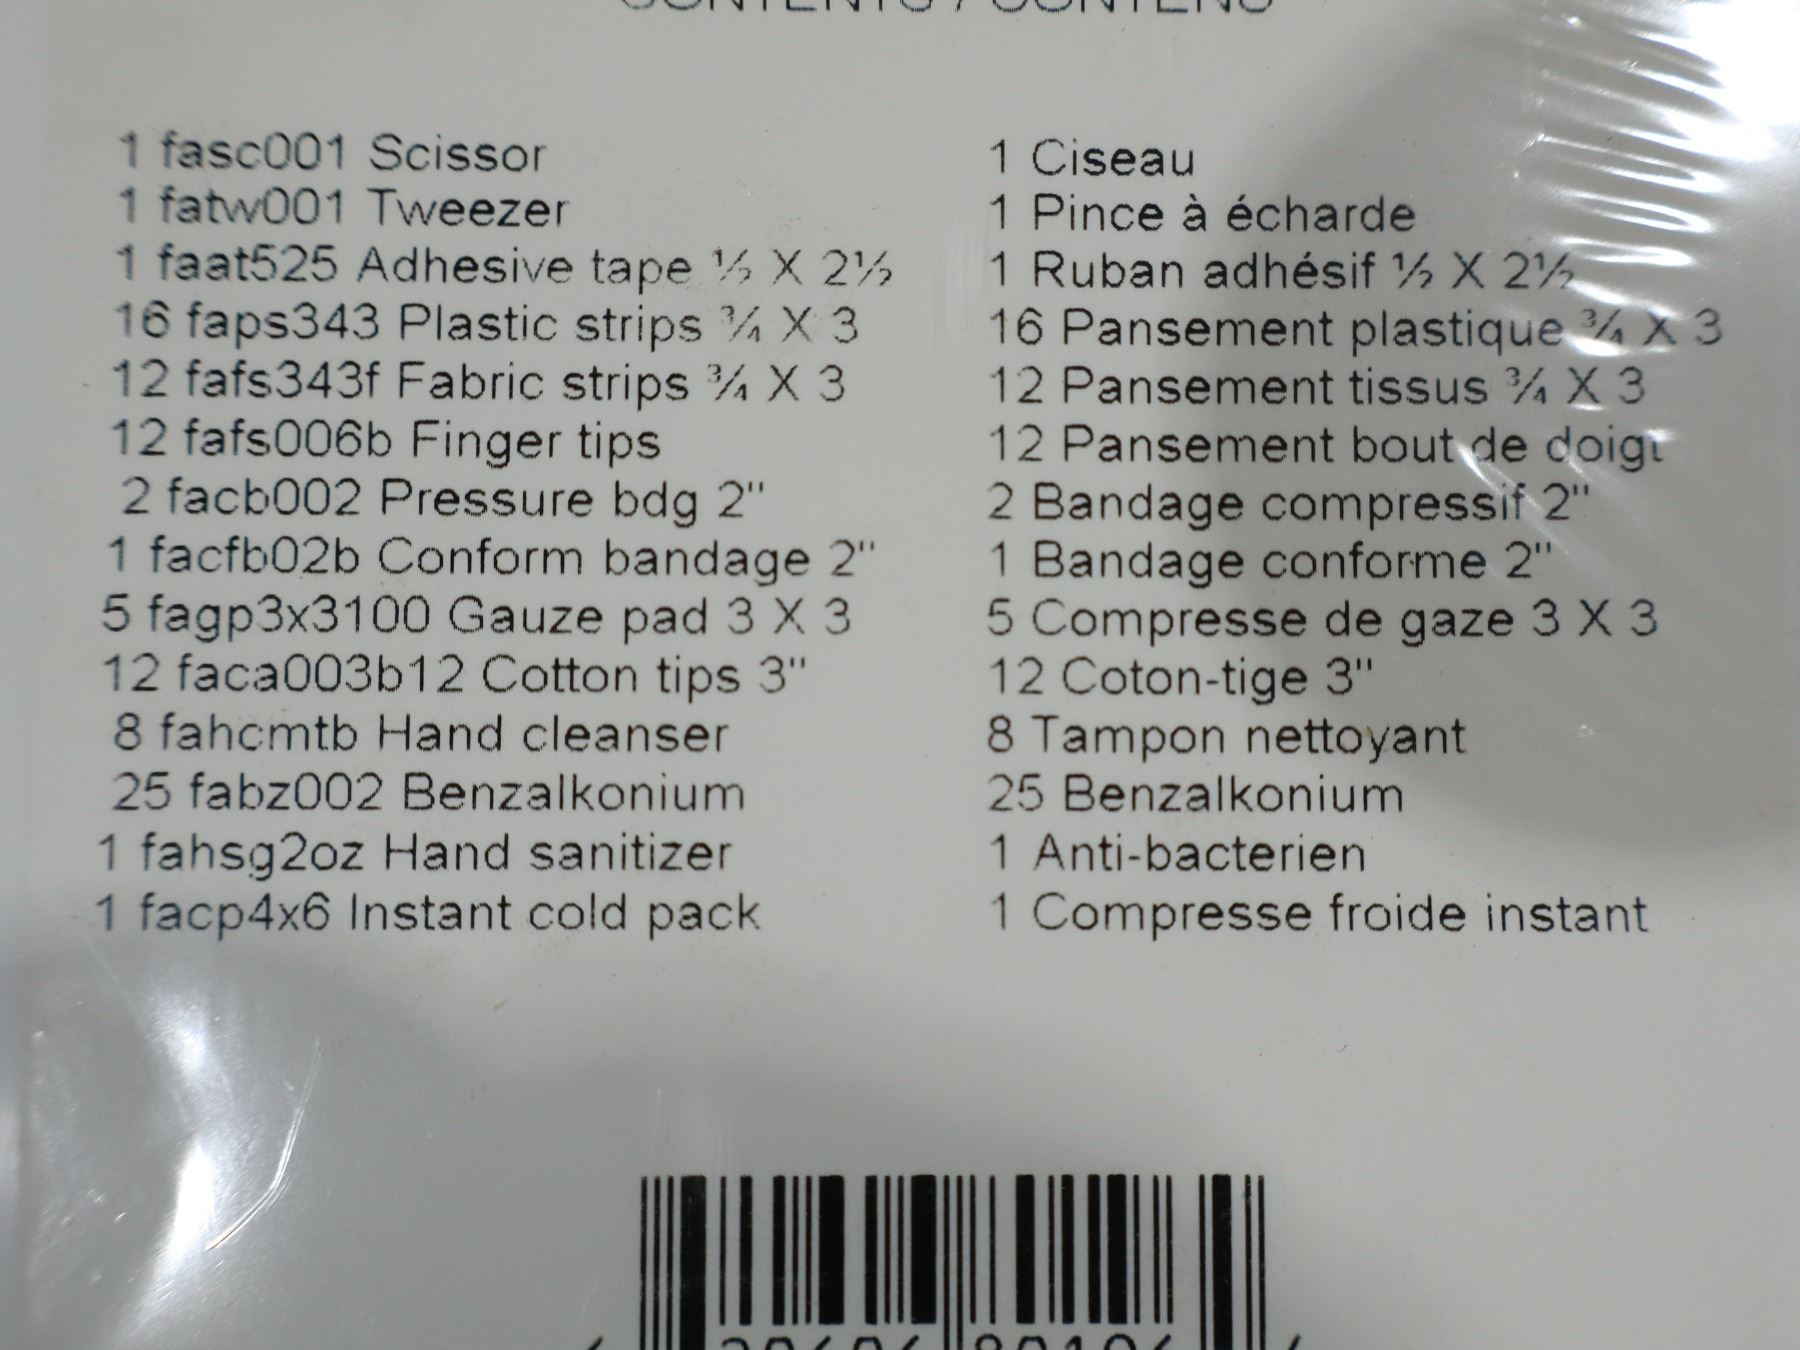 CONTENTS / CONTENU
1 fasc001 Scissor
1 fatw001 Tweezer
1 faat525 Adhesive tape ½ X 2½
16 faps343 Plastic strips ¾ X 3
12 fafs343f Fabric strips ¾ X 3
12 fafs006b Finger tips
2 facb002 Pressure bdg 2"
1 facfb02b Conform bandage 2"
5 fagp3x3100 Gauze pad 3 X 3
12 faca003b12 Cotton tips 3"
8 fahcmtb Hand cleanser
25 fabz002 Benzalkonium
1 fahsg2oz Hand sanitizer
1 facp4x6 Instant cold pack
1 Ciseau
1 Pince à écharde
1 Ruban adhésif ½ X 2½
16 Pansement plastique ¾ X 3
12 Pansement tissus ¾ X 3
12 Pansement bout de doigt
2 Bandage compressif 2"
1 Bandage conforme 2"
5 Compresse de gaze 3 X 3
12 Coton-tige 3"
8 Tampon nettoyant
25 Benzalkonium
1 Anti-bacterien
1 Compresse froide instant